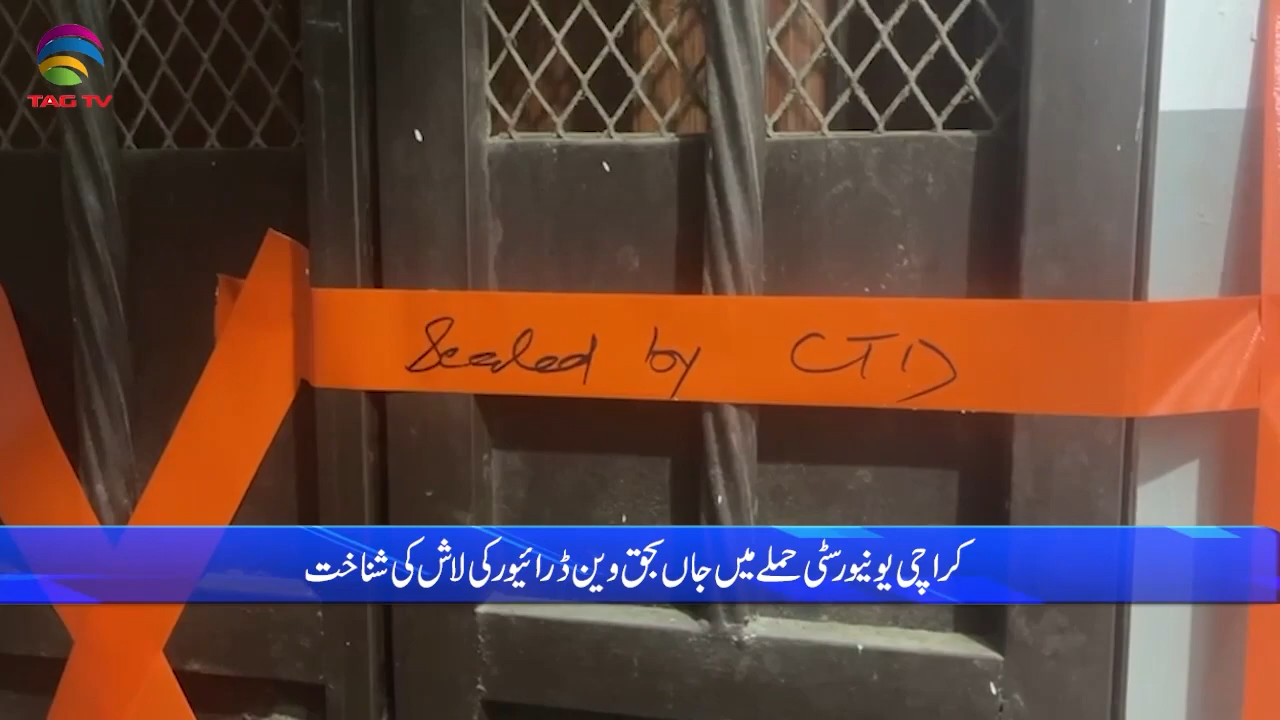 TAG TV
Sealed by CTD
کراچی یونیورسٹی حملے میں جاں بحق وین ڈرائیور کی لاش کی شناخت